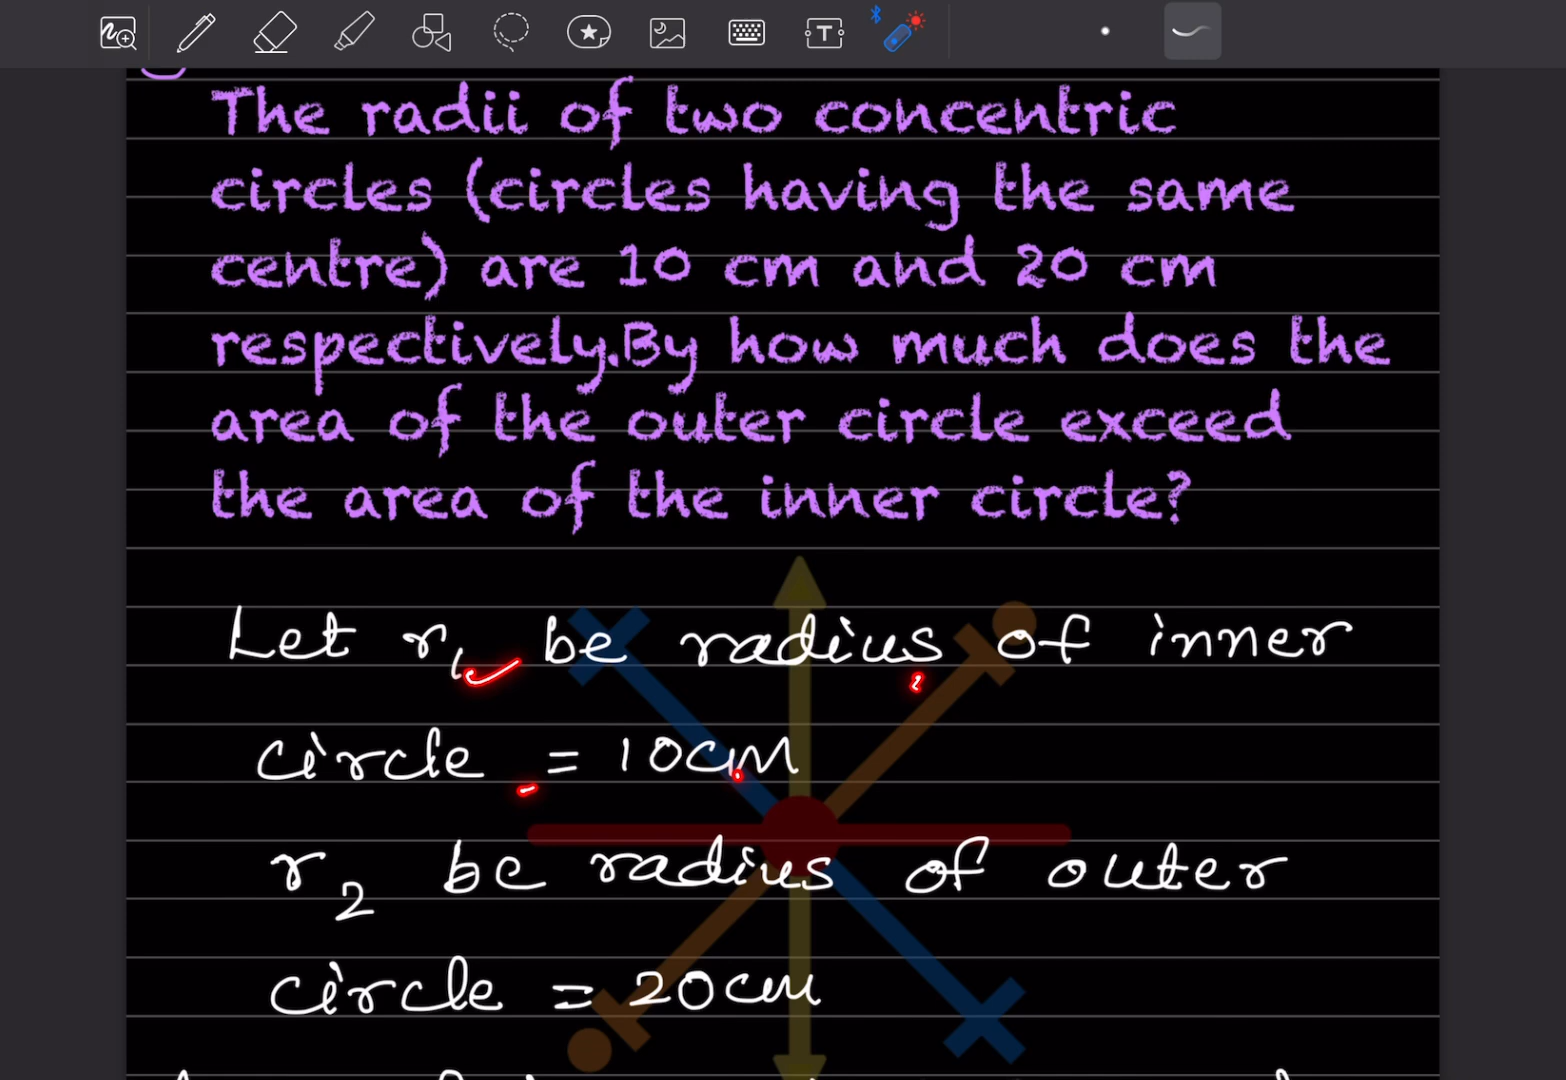 The radii of two concentric
circles (circles having the same
centre) are 10 cm and 20 cm
respectively.By how much does the
area of the outer circle exceed
the area of the inner circle?
Let r₁ be radius of inner
circle = 10cm
r₂ be radius of outer
circle = 20cm